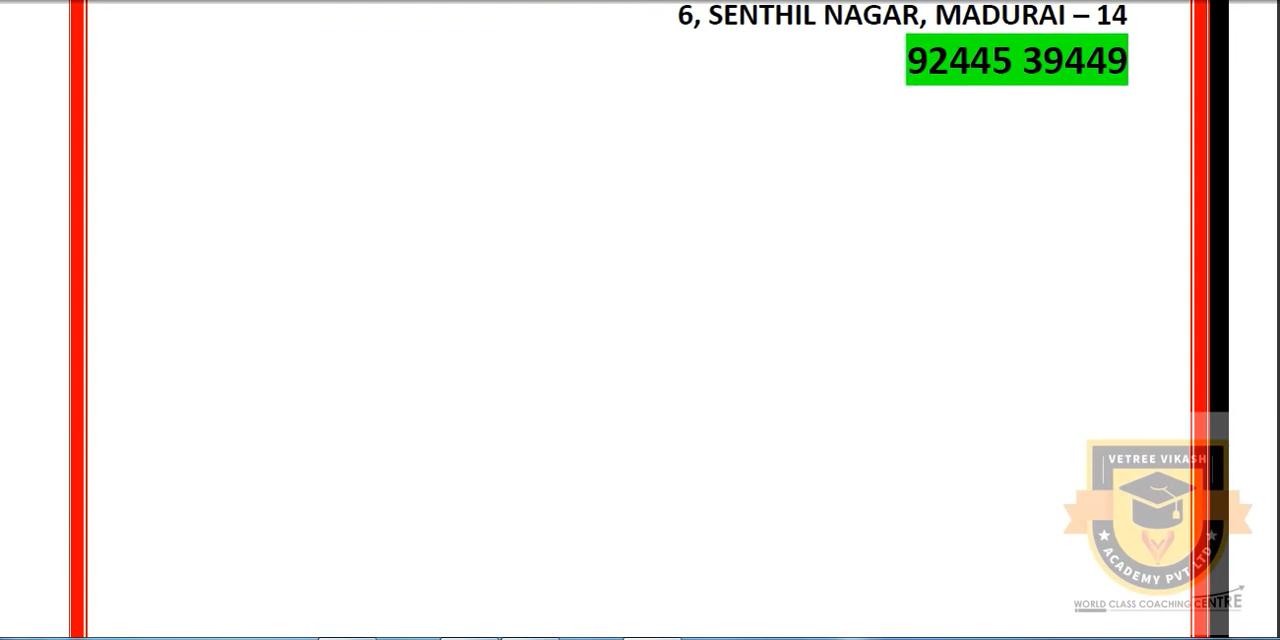 6, SENTHIL NAGAR, MADURAI – 14
92445 39449
VETREE VIKASH
ACADEMY PVT LTD
WORLD CLASS COACHING CENTRE